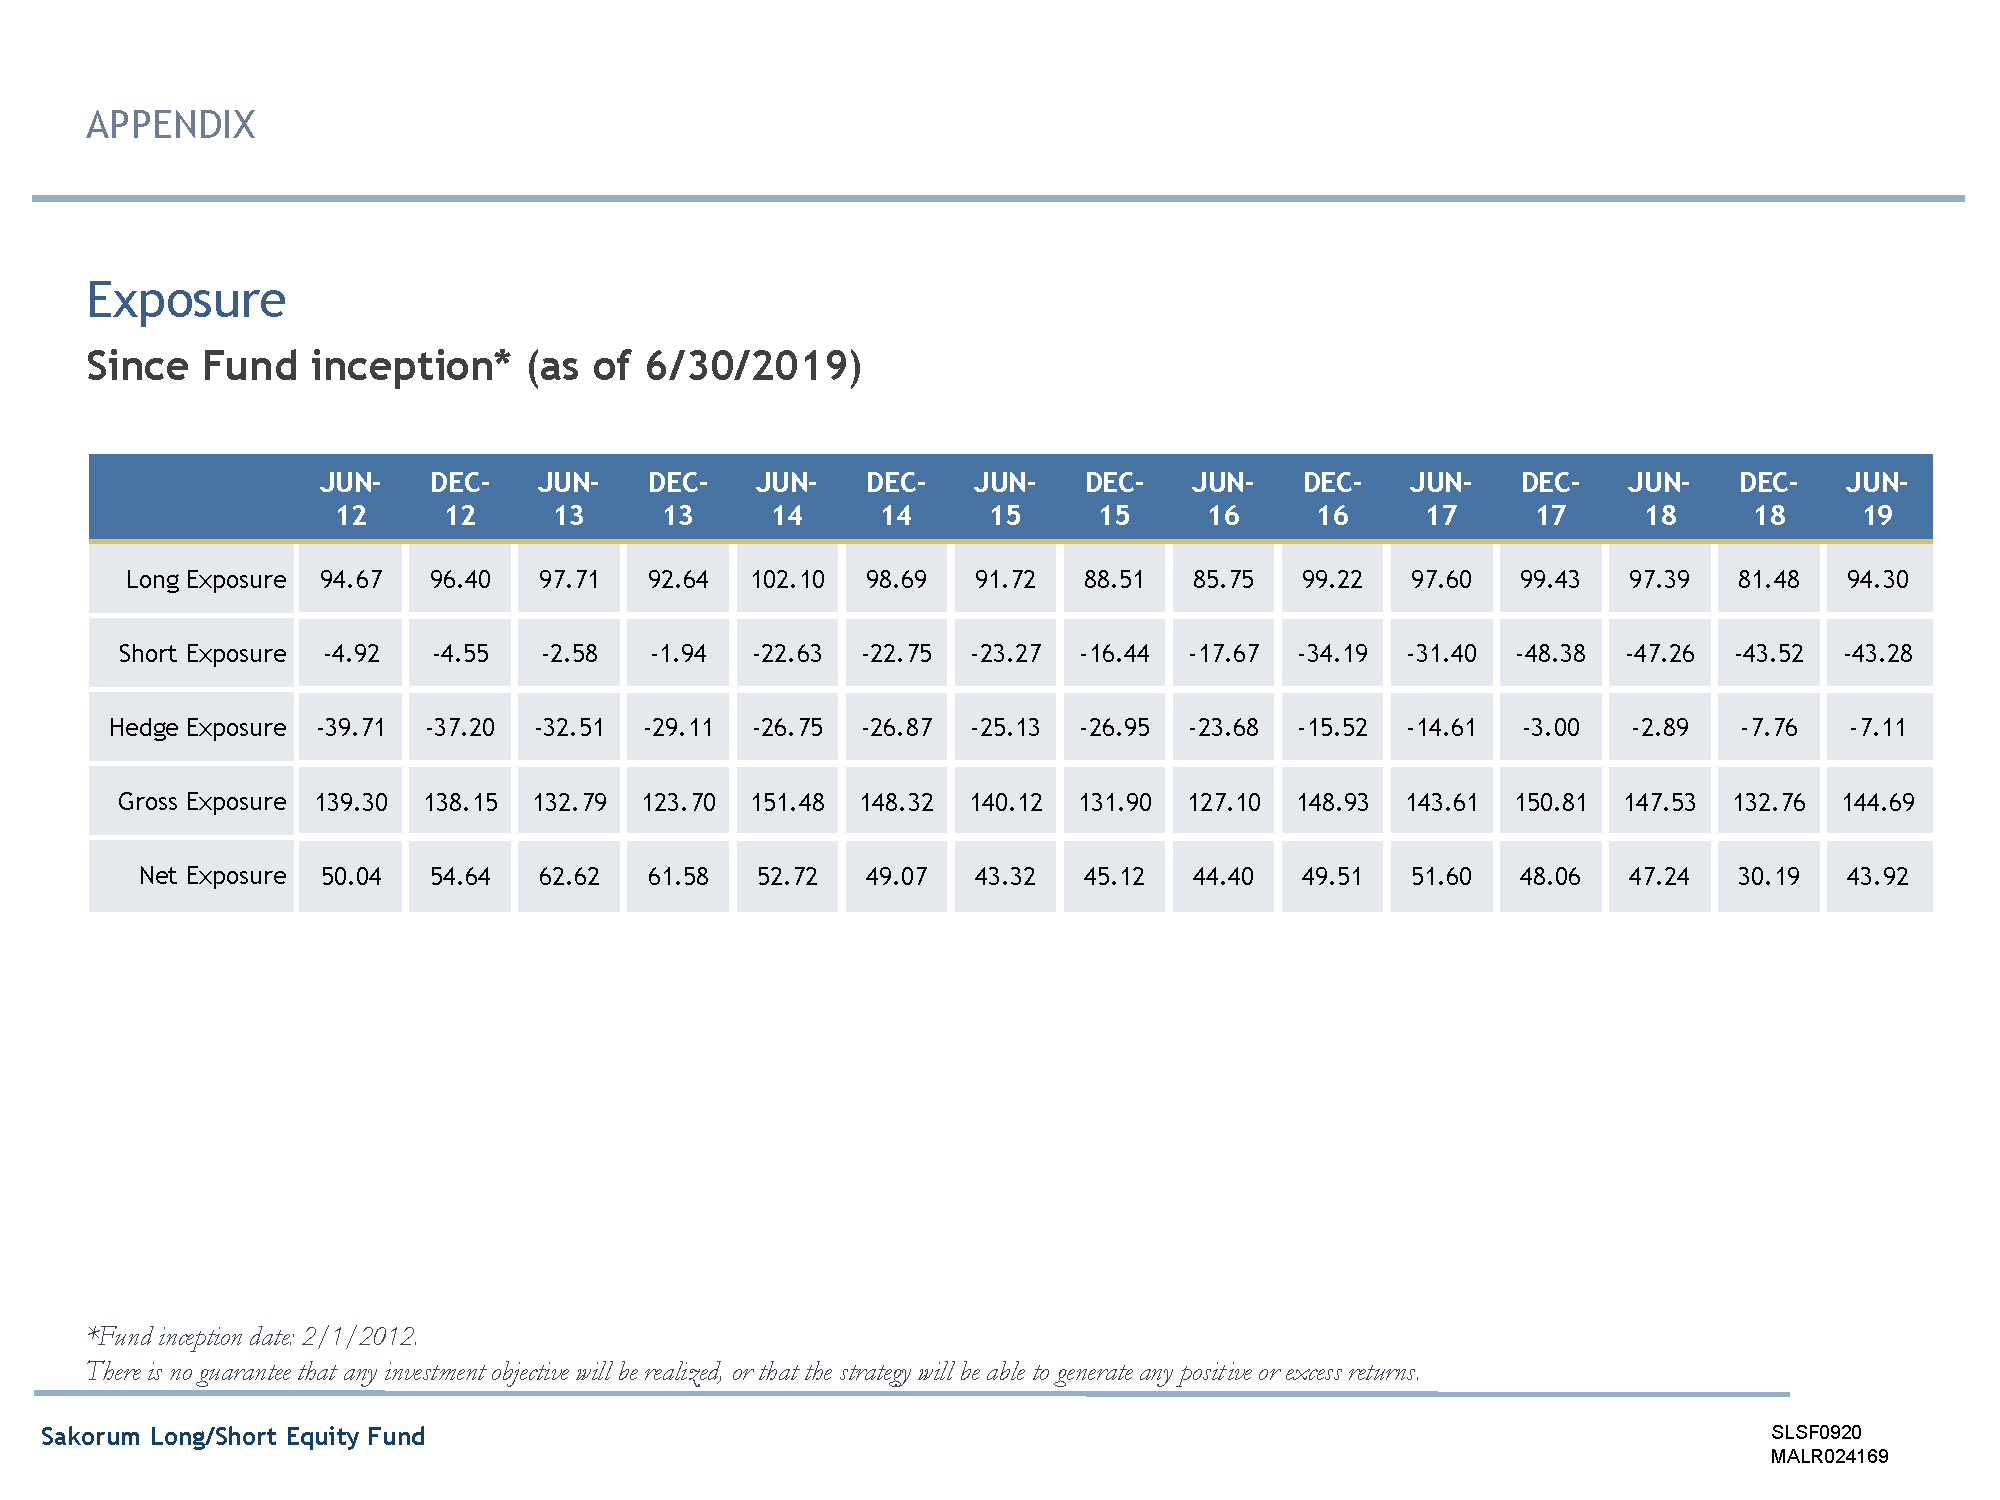 APPENDIX
Exposure
Since Fund inception* (as of 6/30/2019)
JUN- DEC- JUN- DEC- JUN- DEC- JUN- DEC- JUN- DEC- JUN- DEC- JUN- DEC- JUN-
12 12 13 13 14 14 15 15 16 16 17 17 18 18 19
Long Exposure 94.67 96.40 97.71 92.64 102.10 98.69 91.72 88.51 85.75 99.22 97.60 99.43 97.39 81.48 94.30
Short Exposure -4.92 -4.55 -2.58 -1.94 -22.63 -22.75 -23.27 -16.44 -17.67 -34.19 -31.40 -48.38 -47.26 -43.52 -43.28
Hedge Exposure -39.71 -37.20 -32.51 -29.11 -26.75 -26.87 -25.13 -26.95 -23.68 -15.52 -14.61 -3.00 -2.89 -7.76 -7.11
Gross Exposure 139.30 138.15 132.79 123.70 151.48 148.32 140.12 131.90 127.10 148.93 143.61 150.81 147.53 132.76 144.69
Net Exposure 50.04 54.64 62.62 61.58 52.72 49.07 43.32 45.12 44.40 49.51 51.60 48.06 47.24 30.19 43.92
*Fund inception date: 2/1/2012.
There is no guarantee that any investment objective will be realized, or that the strategy will be able to generate any positive or excess returns.
Sakorum Long/Short Equity Fund
SLSF0920
MALR024169